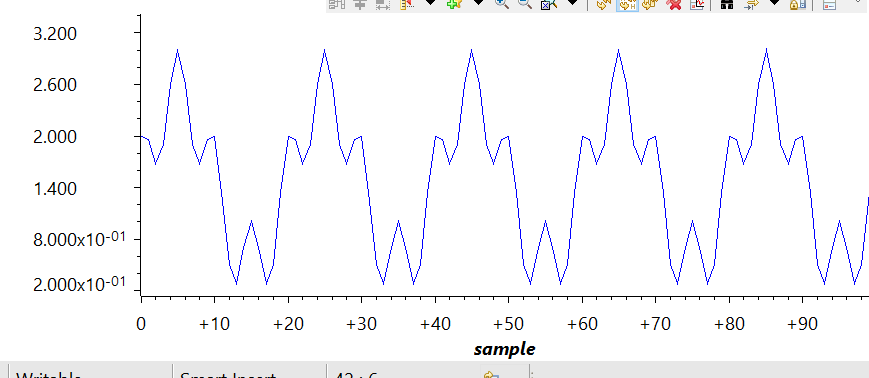 3.200
2.600
2.000
1.400
8.000x10⁻⁰¹
2.000x10⁻⁰¹
0 +10 +20 +30 +40 +50 +60 +70 +80 +90
sample
Writable Smart Insert 42 : 6